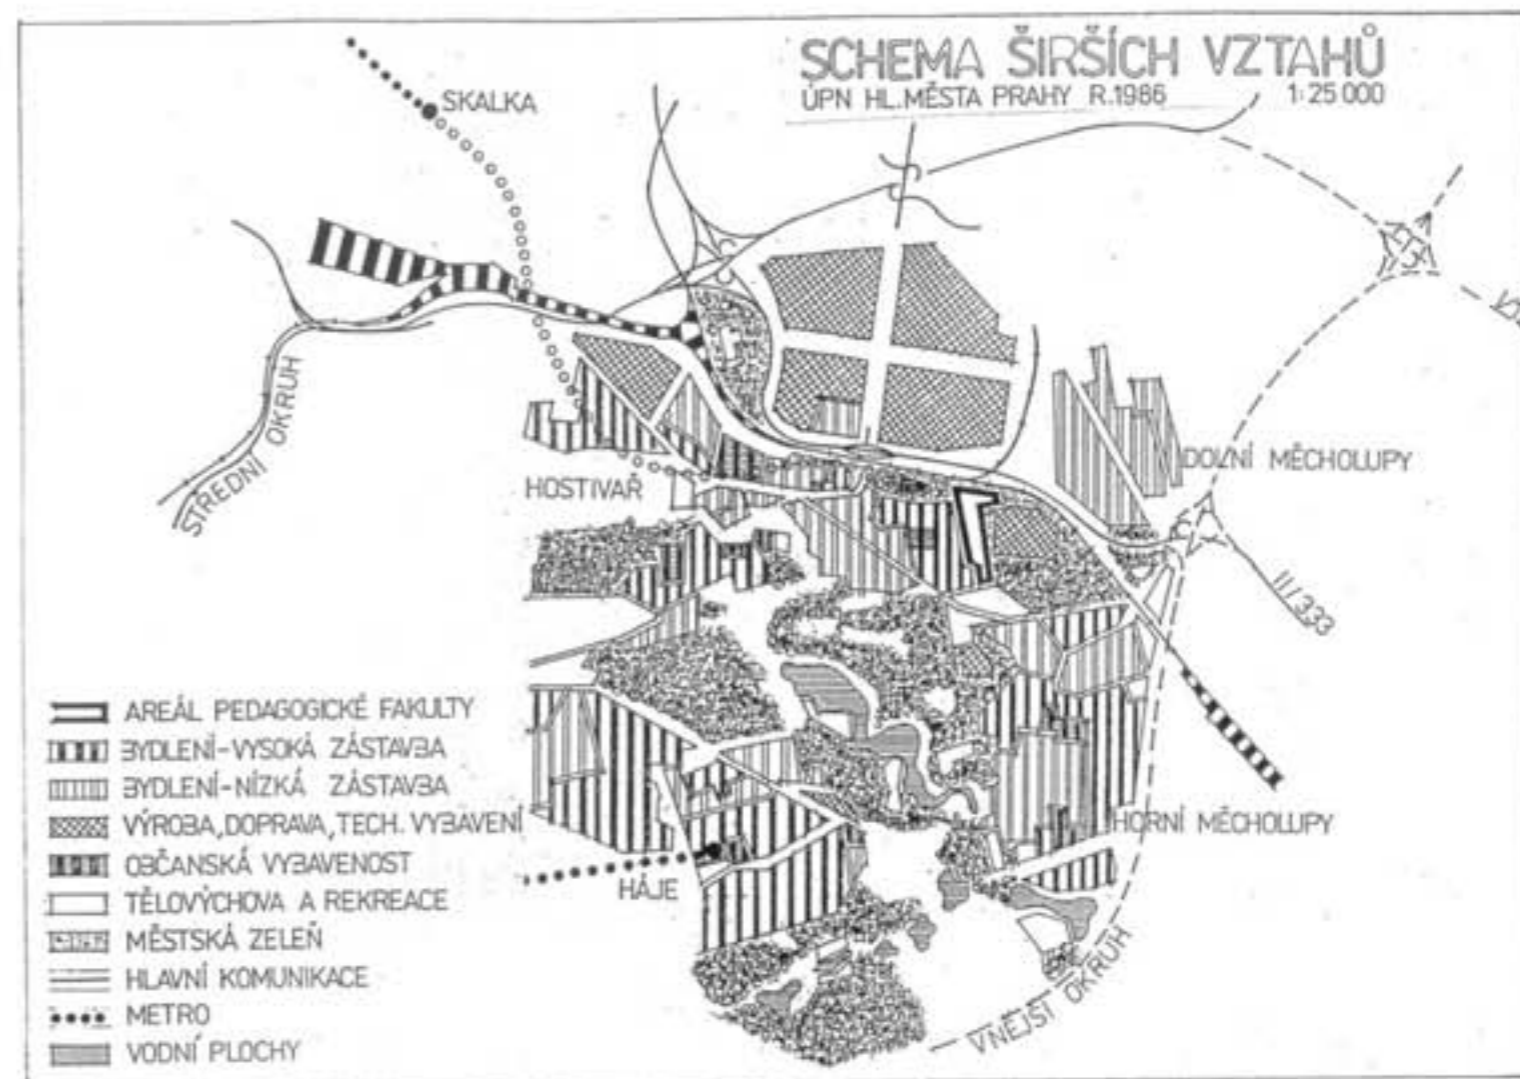 SCHEMA ŠIRŠÍCH VZTAHŮ
ÚPN HL.MĚSTA PRAHY R.1986 1:25 000
SKALKA
STŘEDNÍ OKRUH
DOLNÍ MĚCHOLUPY
HOSTIVAŘ
II/333
AREÁL PEDAGOGICKÉ FAKULTY
BYDLENÍ-VYSOKÁ ZÁSTAVBA
BYDLENÍ-NÍZKÁ ZÁSTAVBA
VÝROBA,DOPRAVA,TECH. VYBAVENÍ
OBČANSKÁ VYBAVENOST
TĚLOVÝCHOVA A REKREACE
MĚSTSKÁ ZELEŇ
HLAVNÍ KOMUNIKACE
METRO
VODNÍ PLOCHY
HORNÍ MĚCHOLUPY
HÁJE
VNĚJŠÍ OKRUH